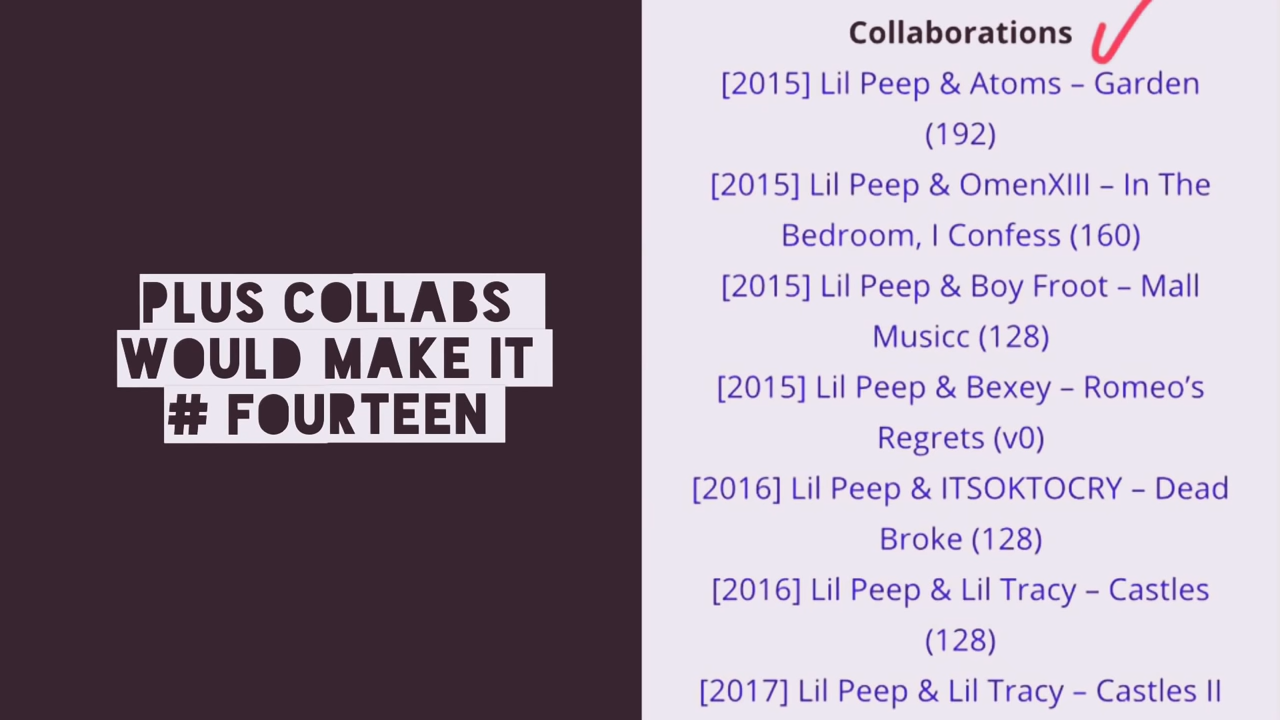 PLUS COLLABS
WOULD MAKE IT
# FOURTEEN
Collaborations
[2015] Lil Peep & Atoms – Garden
(192)
[2015] Lil Peep & OmenXIII – In The
Bedroom, I Confess (160)
[2015] Lil Peep & Boy Froot – Mall
Musicc (128)
[2015] Lil Peep & Bexey – Romeo’s
Regrets (v0)
[2016] Lil Peep & ITSOKTOCRY – Dead
Broke (128)
[2016] Lil Peep & Lil Tracy – Castles
(128)
[2017] Lil Peep & Lil Tracy – Castles II